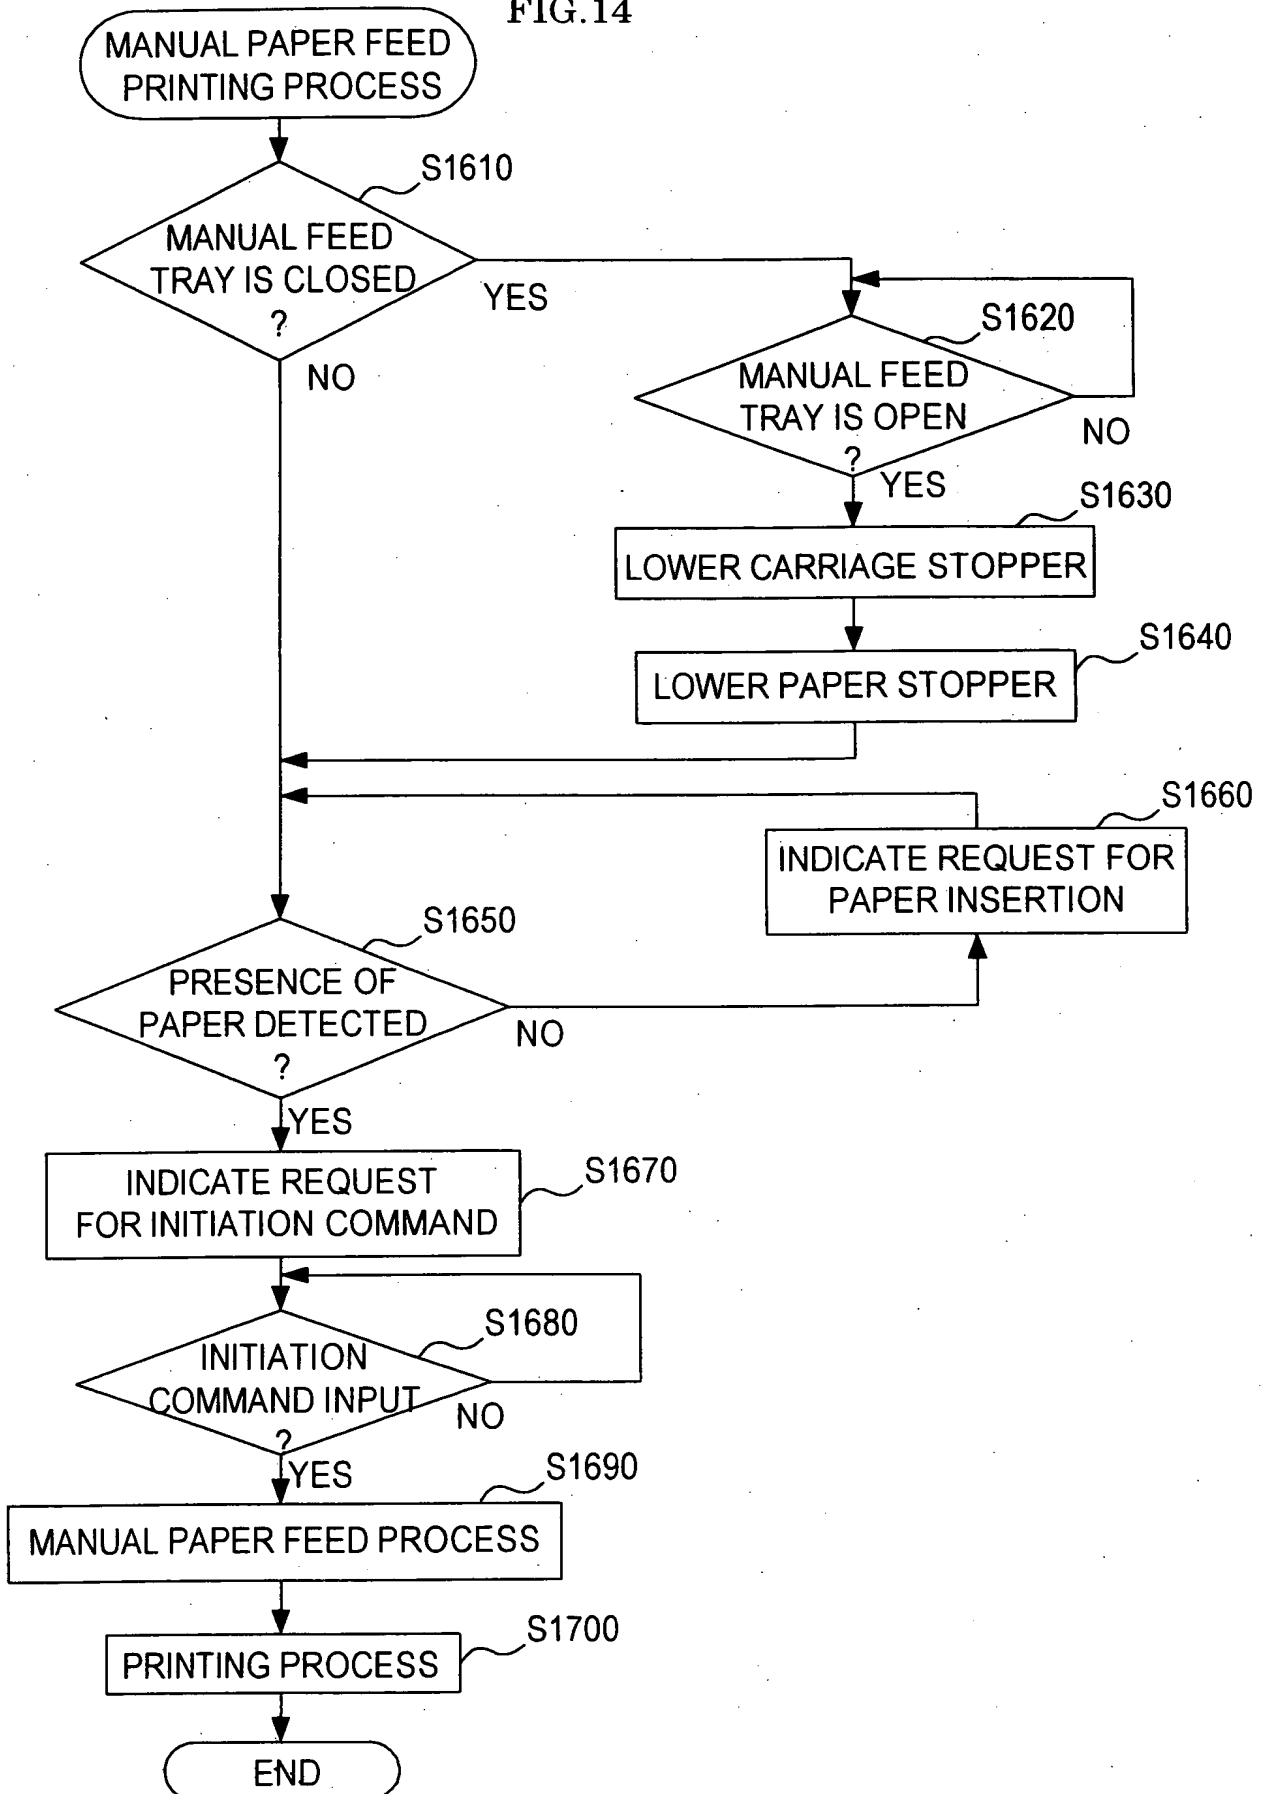 FIG.14
MANUAL PAPER FEED
PRINTING PROCESS
S1610
MANUAL FEED
TRAY IS CLOSED
?
YES
NO
S1620
MANUAL FEED
TRAY IS OPEN
?
NO
YES
S1630
LOWER CARRIAGE STOPPER
S1640
LOWER PAPER STOPPER
S1660
INDICATE REQUEST FOR
PAPER INSERTION
S1650
PRESENCE OF
PAPER DETECTED
?
NO
YES
S1670
INDICATE REQUEST
FOR INITIATION COMMAND
S1680
INITIATION
COMMAND INPUT
?
NO
YES
S1690
MANUAL PAPER FEED PROCESS
S1700
PRINTING PROCESS
END